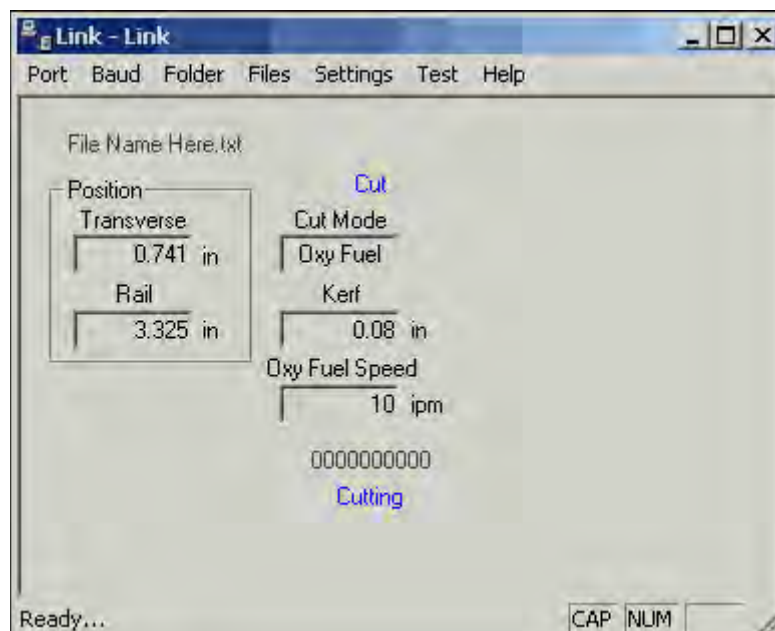 Link - Link
Port Baud Folder Files Settings Test Help
File Name Here.txt
Position
Transverse
0.741 in
Rail
3.325 in
Cut
Cut Mode
Oxy Fuel
Kerf
0.08 in
Oxy Fuel Speed
10 ipm
0000000000
Cutting
Ready...
CAP NUM